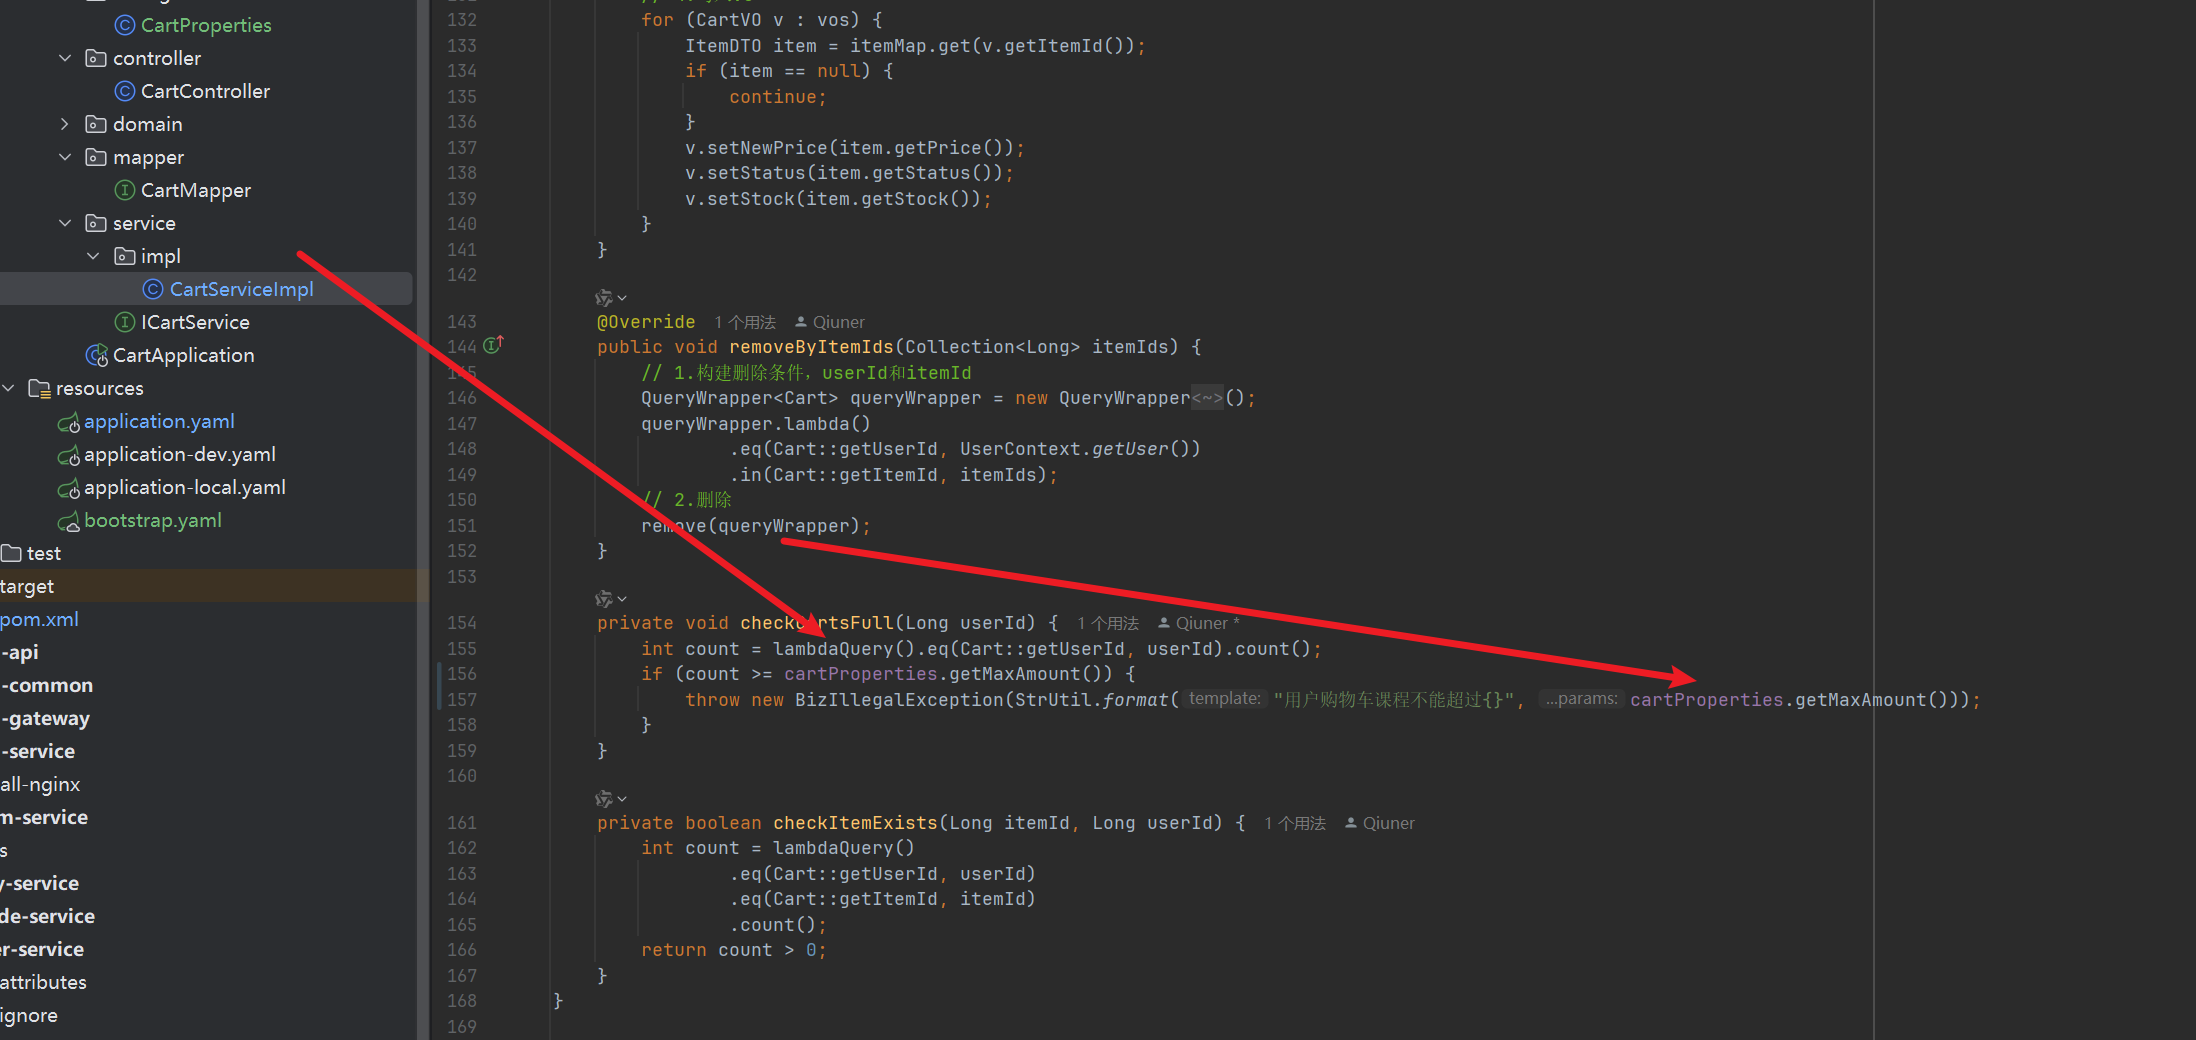 CartProperties
controller
CartController
domain
mapper
CartMapper
service
impl
CartServiceImpl
ICartService
CartApplication
resources
application.yaml
application-dev.yaml
application-local.yaml
bootstrap.yaml
test
target
pom.xml
-api
-common
-gateway
-service
all-nginx
m-service
s
y-service
de-service
er-service
attributes
ignore
132 for (CartVO v : vos) {
133 ItemDTO item = itemMap.get(v.getItemId());
134 if (item == null) {
135 continue;
136 }
137 v.setNewPrice(item.getPrice());
138 v.setStatus(item.getStatus());
139 v.setStock(item.getStock());
140 }
141 }
142
143 @Override 1 个用法 Qiuner
144 public void removeByItemIds(Collection<Long> itemIds) {
145 // 1.构建删除条件，userId和itemId
146 QueryWrapper<Cart> queryWrapper = new QueryWrapper<~>();
147 queryWrapper.lambda()
148 .eq(Cart::getUserId, UserContext.getUser())
149 .in(Cart::getItemId, itemIds);
150 // 2.删除
151 remove(queryWrapper);
152 }
153
154 private void checkCartsFull(Long userId) { 1 个用法 Qiuner *
155 int count = lambdaQuery().eq(Cart::getUserId, userId).count();
156 if (count >= cartProperties.getMaxAmount()) {
157 throw new BizIllegalException(StrUtil.format( template: "用户购物车课程不能超过{}", ...params: cartProperties.getMaxAmount()));
158 }
159 }
160
161 private boolean checkItemExists(Long itemId, Long userId) { 1 个用法 Qiuner
162 int count = lambdaQuery()
163 .eq(Cart::getUserId, userId)
164 .eq(Cart::getItemId, itemId)
165 .count();
166 return count > 0;
167 }
168 }
169